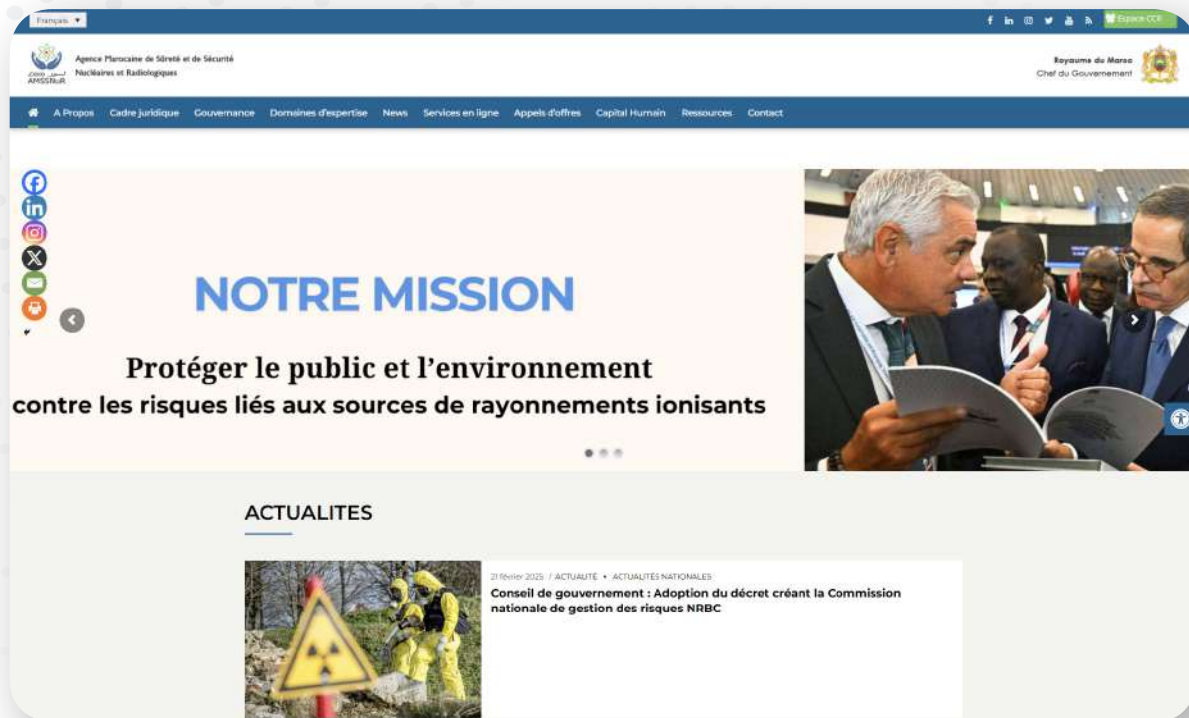 Français
Espace CCR
Agence Marocaine de Sûreté et de Sécurité
Nucléaires et Radiologiques
AMSSNuR
Royaume du Maroc
Chef du Gouvernement
A Propos Cadre juridique Gouvernance Domaines d'expertise News Services en ligne Appels d'offres Capital Humain Ressources Contact
NOTRE MISSION
Protéger le public et l'environnement
contre les risques liés aux sources de rayonnements ionisants
ACTUALITES
21 février 2025 / ACTUALITÉ • ACTUALITÉS NATIONALES
Conseil de gouvernement : Adoption du décret créant la Commission
nationale de gestion des risques NRBC